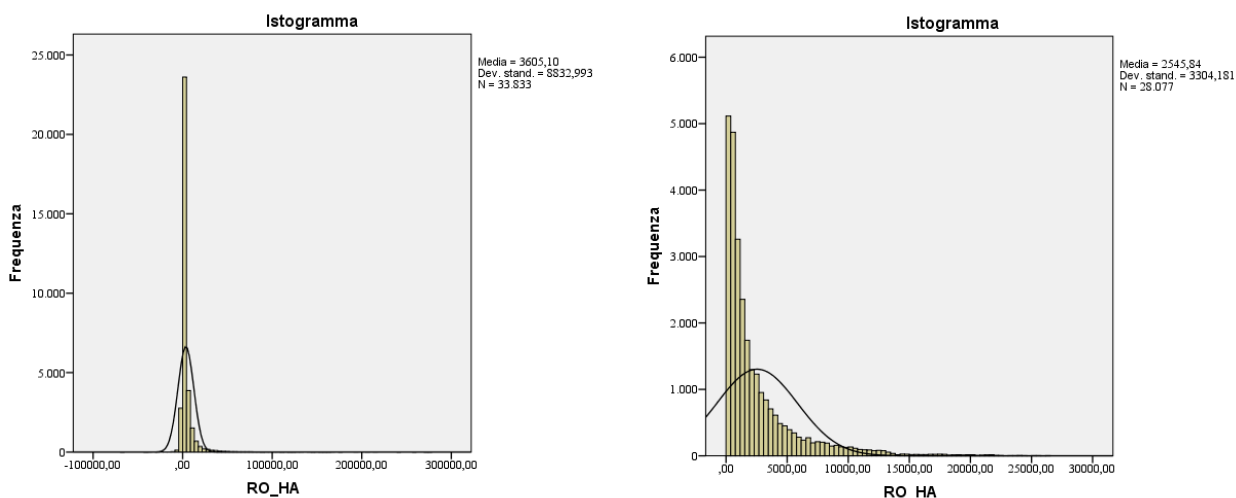 Istogramma
25.000
20.000
15.000
10.000
5.000
0
Frequenza
-100000,00
,00
100000,00
200000,00
300000,00
RO_HA
Media = 3605,10
Dev. stand. = 8832,993
N = 33.833
Istogramma
6.000
5.000
4.000
3.000
2.000
1.000
0
Frequenza
,00
5000,00
10000,00
15000,00
20000,00
25000,00
30000,00
RO_HA
Media = 2545,84
Dev. stand. = 3304,181
N = 28.077